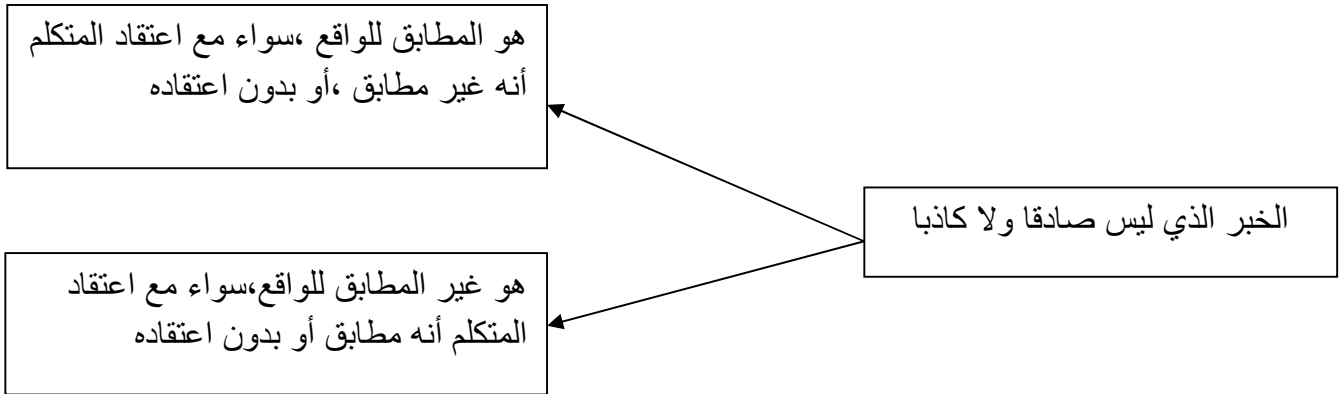 الخبر الذي ليس صادقا ولا كاذبا
هو المطابق للواقع ،سواء مع اعتقاد المتكلم
أنه غير مطابق ،أو بدون اعتقاده
هو غير المطابق للواقع،سواء مع اعتقاد
المتكلم أنه مطابق أو بدون اعتقاده